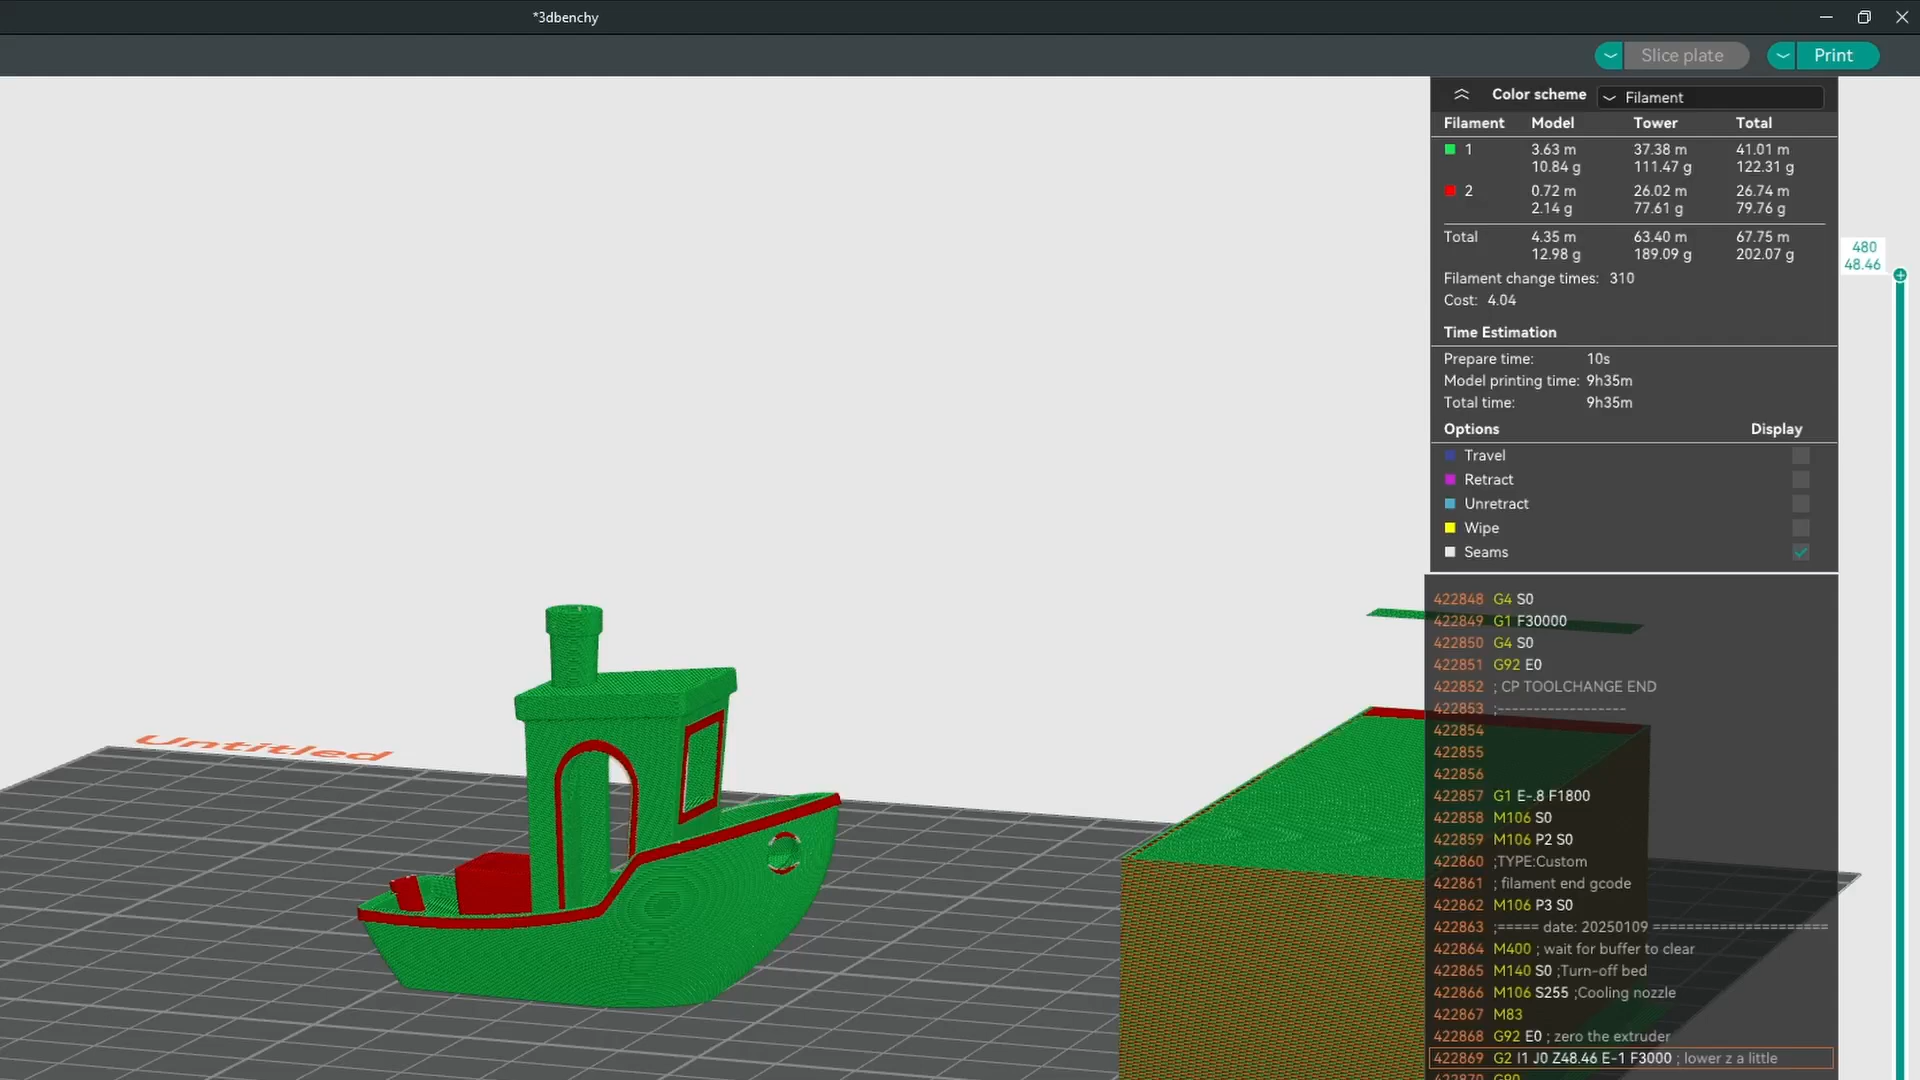 *3dbenchy
Slice plate
Print
Color scheme
Filament
Filament Model Tower Total
1 3.63 m 37.38 m 41.01 m
10.84 g 111.47 g 122.31 g
2 0.72 m 26.02 m 26.74 m
2.14 g 77.61 g 79.76 g
Total 4.35 m 63.40 m 67.75 m
12.98 g 189.09 g 202.07 g
Filament change times: 310
Cost: 4.04
Time Estimation
Prepare time: 10s
Model printing time: 9h35m
Total time: 9h35m
Options Display
Travel
Retract
Unretract
Wipe
Seams
480
48.46
Untitled
422848 G4 S0
422849 G1 F30000
422850 G4 S0
422851 G92 E0
422852 ; CP TOOLCHANGE END
422853 ;------------------
422854
422855
422856
422857 G1 E-.8 F1800
422858 M106 S0
422859 M106 P2 S0
422860 ;TYPE:Custom
422861 ; filament end gcode
422862 M106 P3 S0
422863 ;===== date: 20250109 =====================
422864 M400 ; wait for buffer to clear
422865 M140 S0 ;Turn-off bed
422866 M106 S255 ;Cooling nozzle
422867 M83
422868 G92 E0 ; zero the extruder
422869 G2 I1 J0 Z48.46 E-1 F3000 ; lower z a little
422870 G90